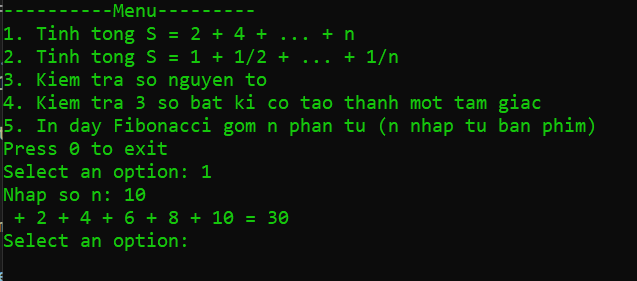 ----------Menu---------
1. Tinh tong S = 2 + 4 + ... + n
2. Tinh tong S = 1 + 1/2 + ... + 1/n
3. Kiem tra so nguyen to
4. Kiem tra 3 so bat ki co tao thanh mot tam giac
5. In day Fibonacci gom n phan tu (n nhap tu ban phim)
Press 0 to exit
Select an option: 1
Nhap so n: 10
 + 2 + 4 + 6 + 8 + 10 = 30
Select an option: